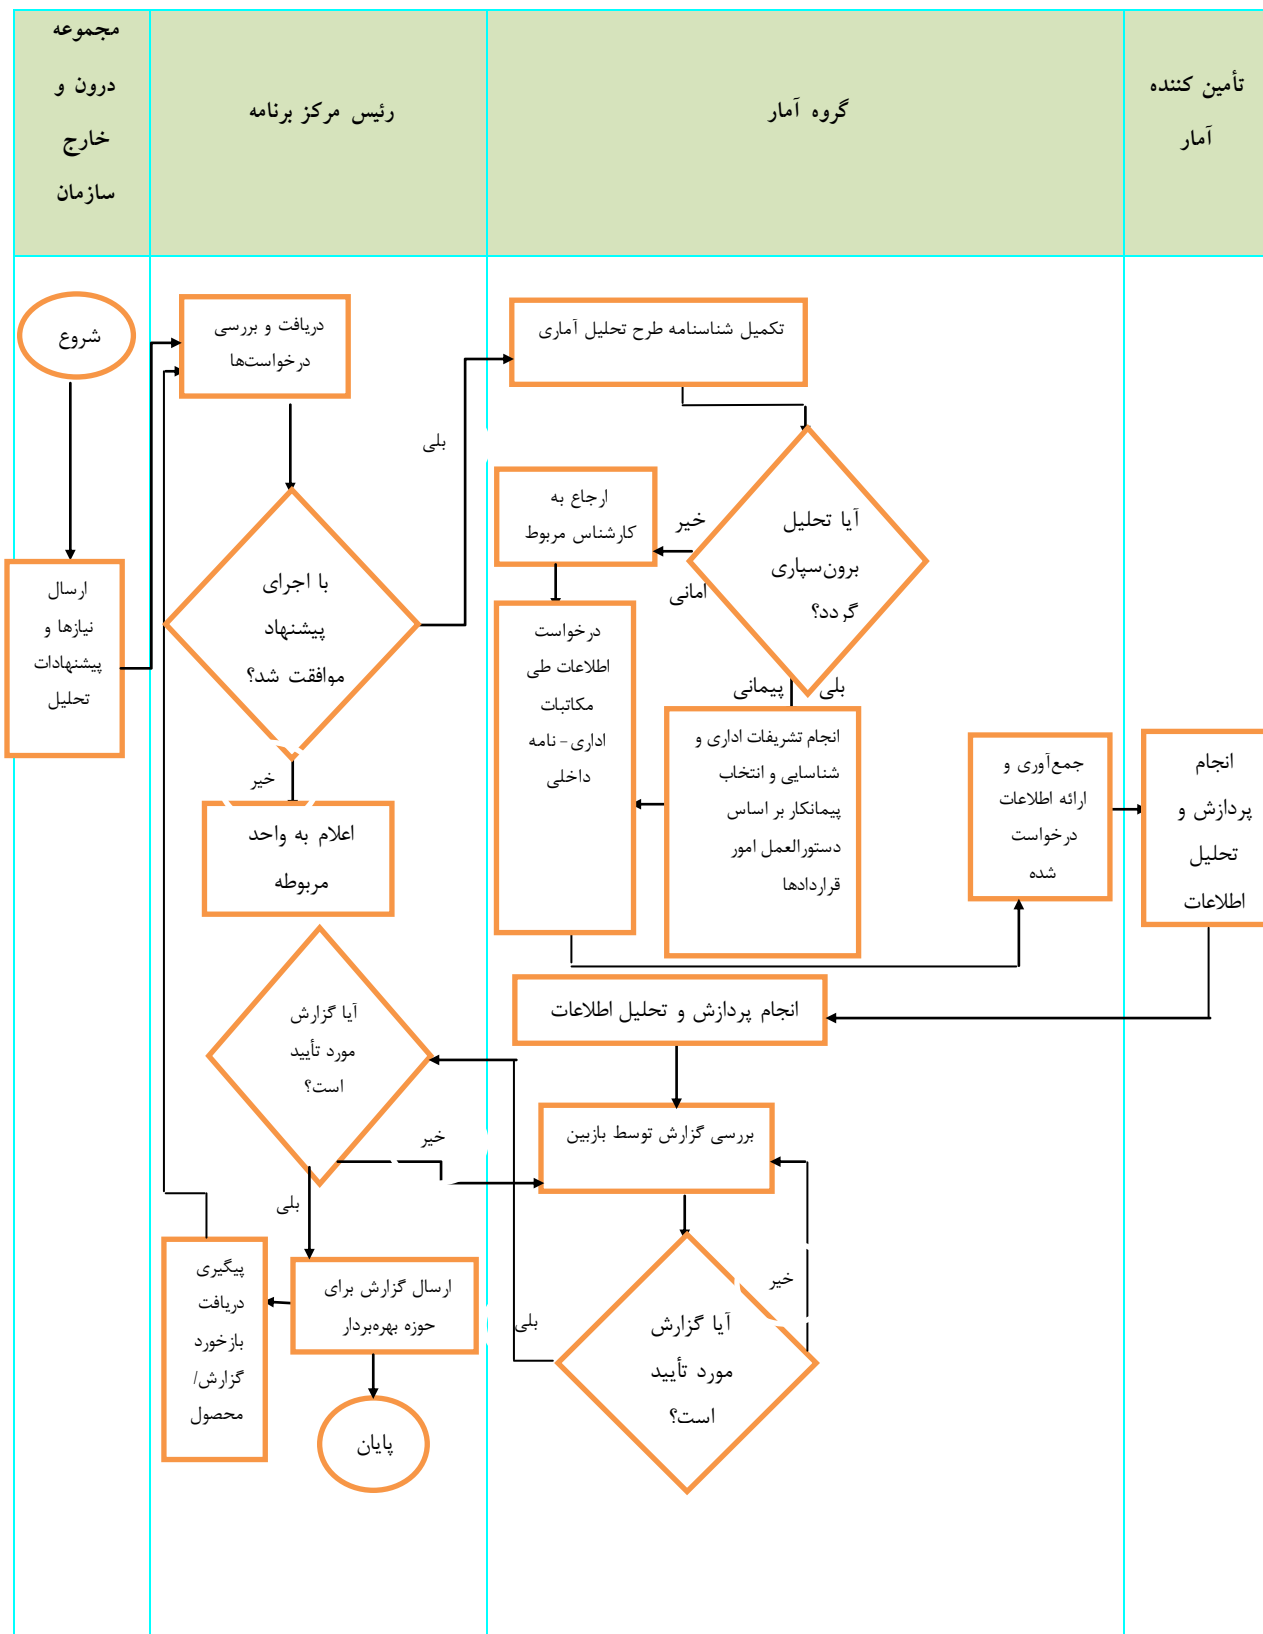 مجموعه
درون و
خارج
سازمان
رئیس مرکز برنامه
گروه آمار
تأمین کننده
آمار
شروع
دریافت و بررسی
درخواست‌ها
تکمیل شناسنامه طرح تحلیل آماری
بلی
ارجاع به
کارشناس مربوط
خیر
امانی
آیا تحلیل
برون‌سپاری
گردد؟
بلی
پیمانی
ارسال
نیازها و
پیشنهادات
تحلیل
با اجرای
پیشنهاد
موافقت شد؟
خیر
درخواست
اطلاعات طی
مکاتبات
اداری – نامه
داخلی
انجام تشریفات اداری و
شناسایی و انتخاب
پیمانکار بر اساس
دستورالعمل امور
قراردادها
جمع‌آوری و
ارائه اطلاعات
درخواست
شده
انجام
پردازش و
تحلیل
اطلاعات
اعلام به واحد
مربوطه
آیا گزارش
مورد تأیید
است؟
انجام پردازش و تحلیل اطلاعات
خیر
بررسی گزارش توسط بازبین
بلی
پیگیری
دریافت
بازخورد
گزارش/
محصول
ارسال گزارش برای
حوزه بهره‌بردار
بلی
آیا گزارش
مورد تأیید
است؟
خیر
پایان